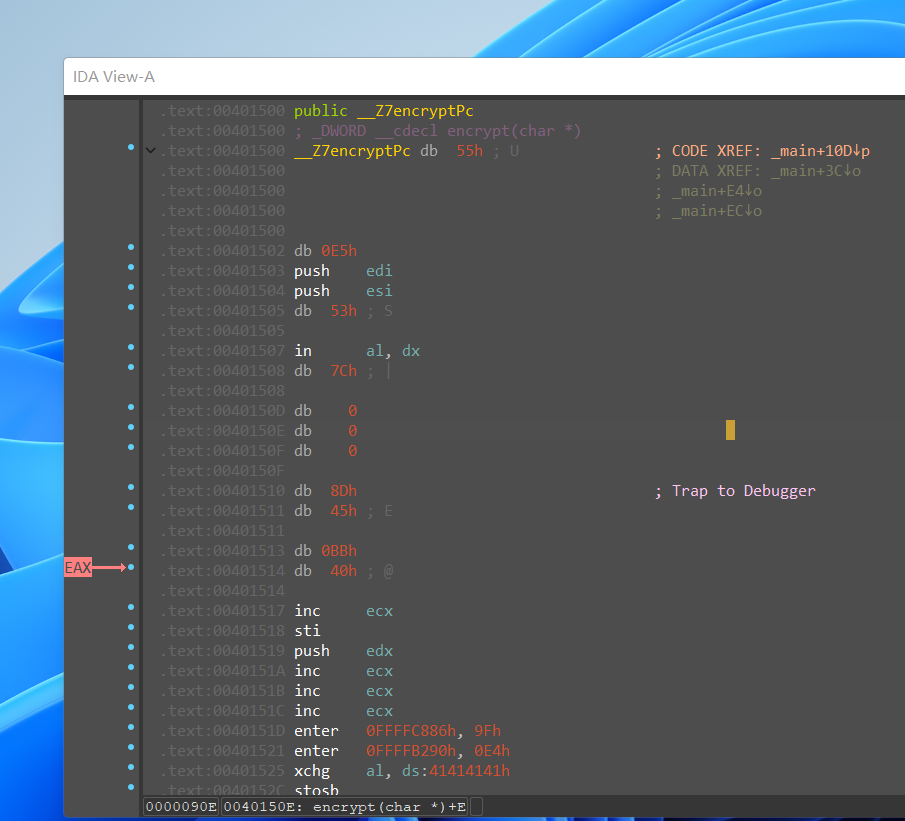 IDA View-A
.text:00401500 public __Z7encryptPc
.text:00401500 ; _DWORD __cdecl encrypt(char *)
.text:00401500 __Z7encryptPc db  55h ; U ; CODE XREF: _main+10D↓p
.text:00401500 ; DATA XREF: _main+3C↓o
.text:00401500 ; _main+E4↓o
.text:00401500 ; _main+EC↓o
.text:00401500
.text:00401502 db 0E5h
.text:00401503 push    edi
.text:00401504 push    esi
.text:00401505 db  53h ; S
.text:00401505
.text:00401507 in      al, dx
.text:00401508 db  7Ch ; |
.text:00401508
.text:0040150D db    0
.text:0040150E db    0
.text:0040150F db    0
.text:0040150F
.text:00401510 db  8Dh ; Trap to Debugger
.text:00401511 db  45h ; E
.text:00401511
.text:00401513 db 0BBh
EAX .text:00401514 db  40h ; @
.text:00401514
.text:00401517 inc     ecx
.text:00401518 sti
.text:00401519 push    edx
.text:0040151A inc     ecx
.text:0040151B inc     ecx
.text:0040151C inc     ecx
.text:0040151D enter   0FFFFC886h, 9Fh
.text:00401521 enter   0FFFFB290h, 0E4h
.text:00401525 xchg    al, ds:41414141h
.text:0040152C stosb
0000090E 0040150E: encrypt(char *)+E